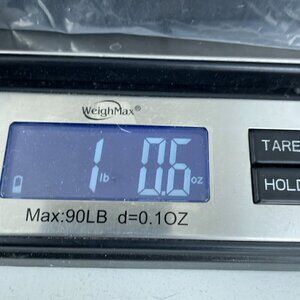 WeighMax®
1 lb 0.6 oz
TARE
HOLD
Max:90LB d=0.1OZ